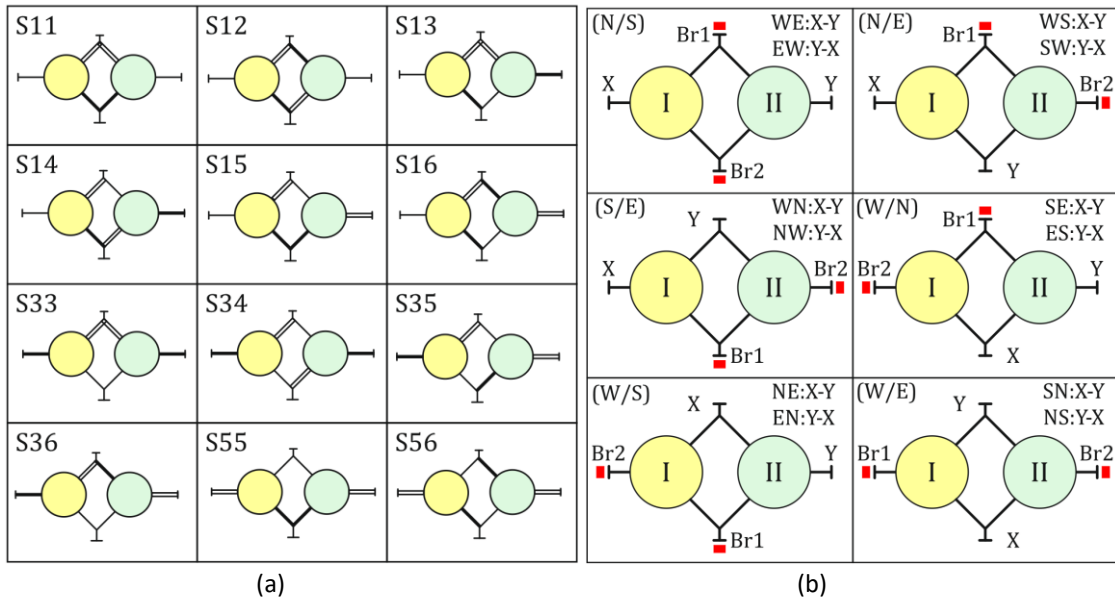 S11
S12
S13
S14
S15
S16
S33
S34
S35
S36
S55
S56
(a)
(N/S)
Br1
WE:X-Y
EW:Y-X
X
I
II
Y
Br2
(N/E)
Br1
WS:X-Y
SW:Y-X
X
I
II
Br2
Y
(S/E)
Y
WN:X-Y
NW:Y-X
X
I
II
Br2
Br1
(W/N)
Br1
SE:X-Y
ES:Y-X
Br2
I
II
Y
X
(W/S)
X
NE:X-Y
EN:Y-X
Br2
I
II
Y
Br1
(W/E)
Y
SN:X-Y
NS:Y-X
Br1
I
II
Br2
X
(b)